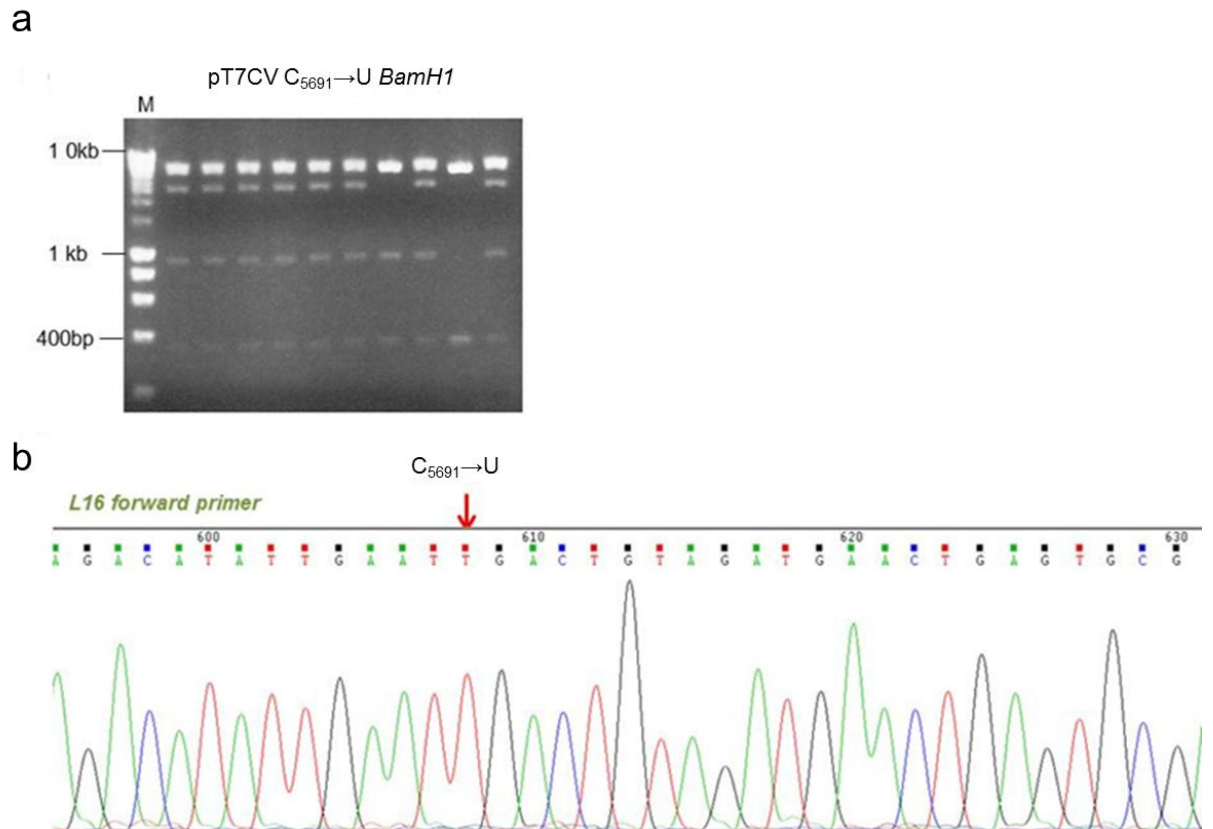 a
pT7CV C₅₆₉₁→U BamH1
M
1 0kb
1 kb
400bp
b
C₅₆₉₁→U
L16 forward primer
600 610 620 630
A G A C A T A T T G A A T T G A C T G T A G A T G A A C T G A G T G C G